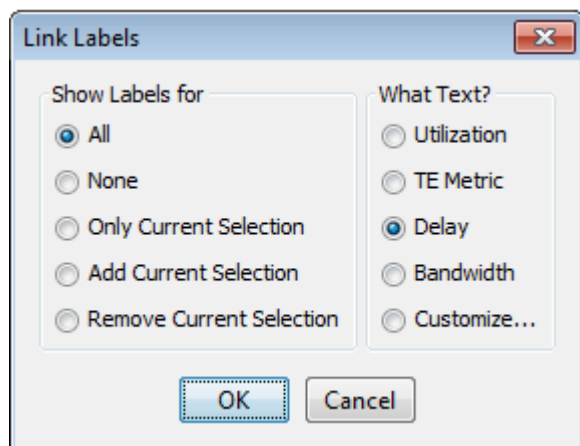 Link Labels
Show Labels for
All
None
Only Current Selection
Add Current Selection
Remove Current Selection
What Text?
Utilization
TE Metric
Delay
Bandwidth
Customize...
OK
Cancel